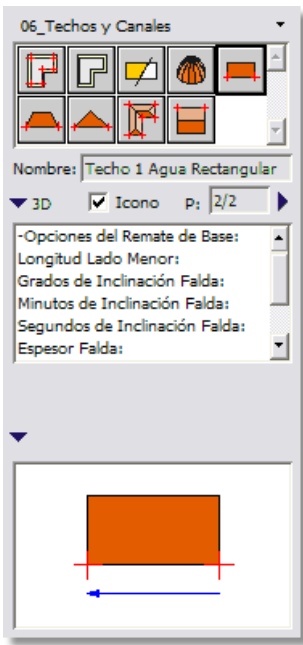 06_Techos y Canales
Nombre: Techo 1 Agua Rectangular
3D Icono P: 2/2
-Opciones del Remate de Base:
Longitud Lado Menor:
Grados de Inclinación Falda:
Minutos de Inclinación Falda:
Segundos de Inclinación Falda:
Espesor Falda: